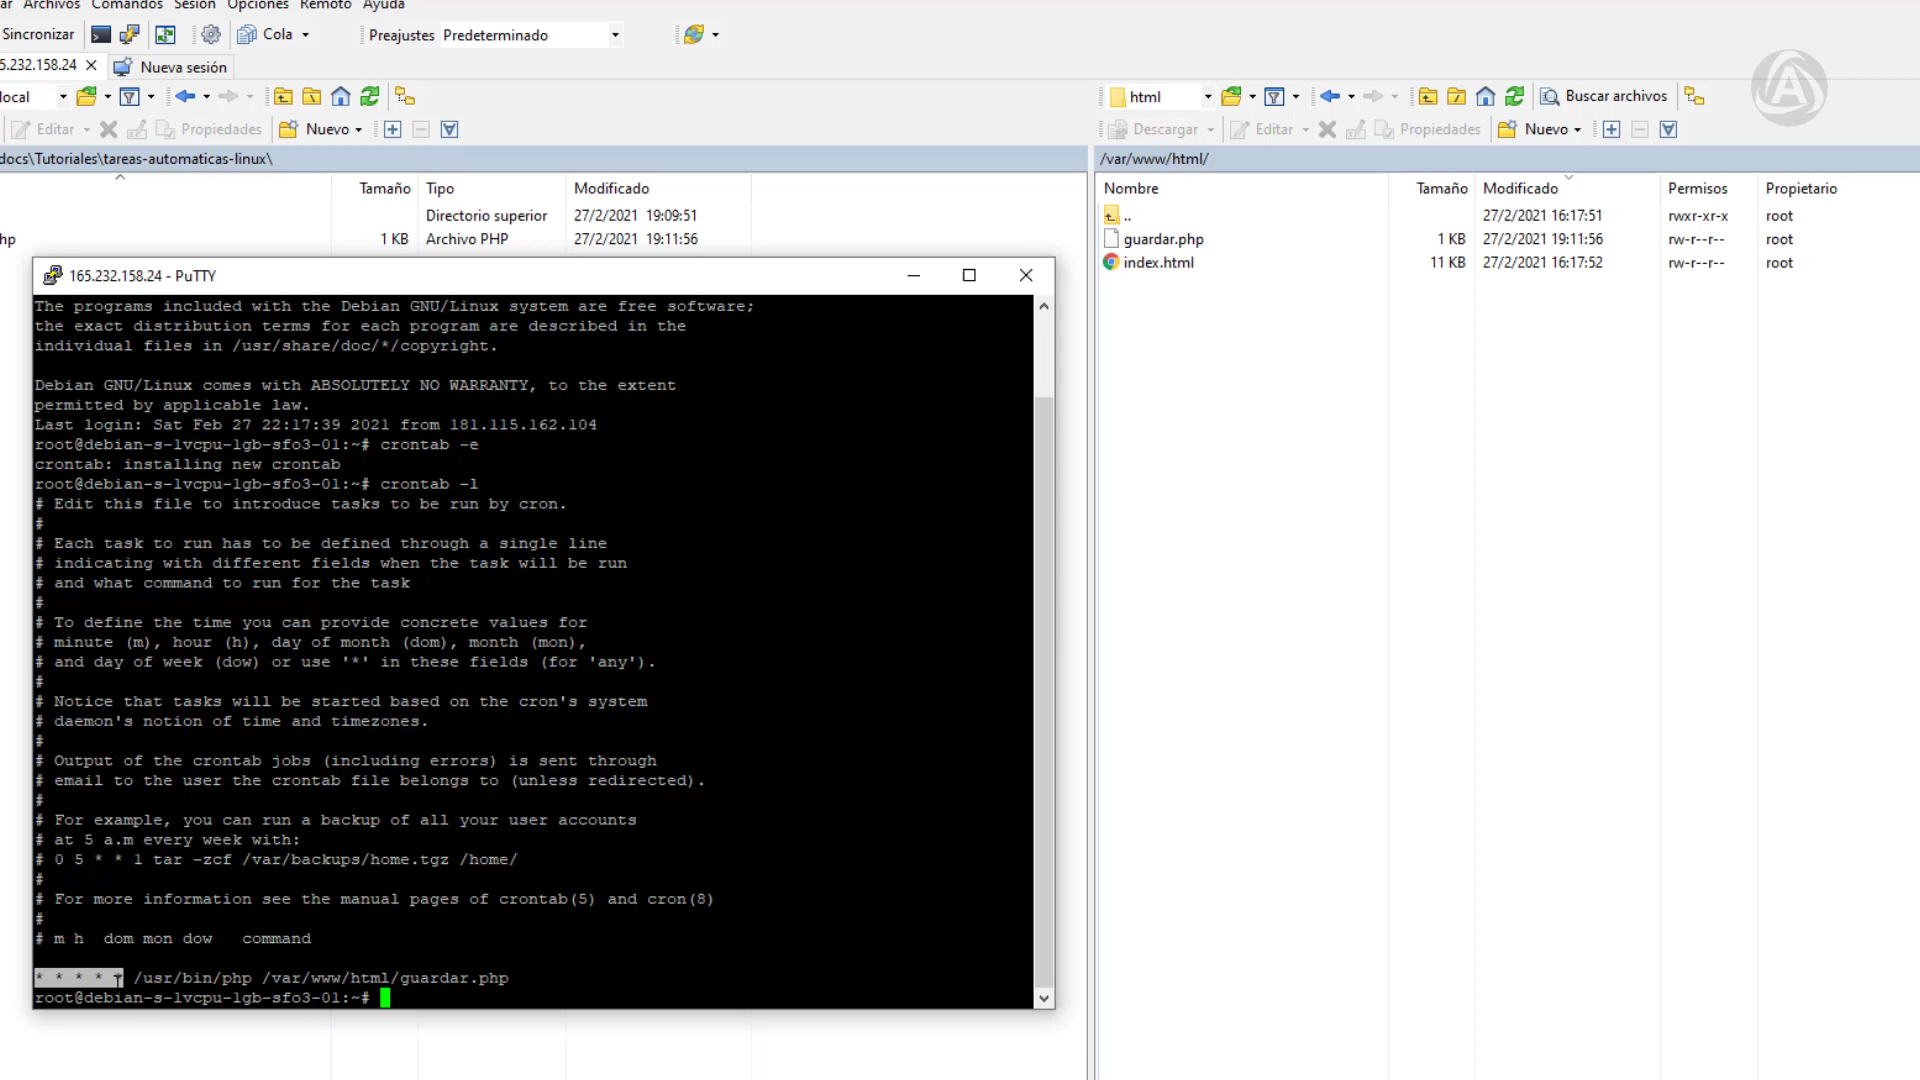 Archivos Comandos Sesión Opciones Remoto Ayuda
Sincronizar Cola Preajustes Predeterminado
5.232.158.24 Nueva sesión
local
html Buscar archivos
Editar Propiedades Nuevo
Descargar Editar Propiedades Nuevo
docs\Tutoriales\tareas-automaticas-linux\
/var/www/html/
Tamaño Tipo Modificado
Directorio superior 27/2/2021 19:09:51
hp 1 KB Archivo PHP 27/2/2021 19:11:56
Nombre Tamaño Modificado Permisos Propietario
.. 27/2/2021 16:17:51 rwxr-xr-x root
guardar.php 1 KB 27/2/2021 19:11:56 rw-r--r-- root
index.html 11 KB 27/2/2021 16:17:52 rw-r--r-- root
165.232.158.24 - PuTTY
The programs included with the Debian GNU/Linux system are free software;
the exact distribution terms for each program are described in the
individual files in /usr/share/doc/*/copyright.
Debian GNU/Linux comes with ABSOLUTELY NO WARRANTY, to the extent
permitted by applicable law.
Last login: Sat Feb 27 22:17:39 2021 from 181.115.162.104
root@debian-s-1vcpu-1gb-sfo3-01:~# crontab -e
crontab: installing new crontab
root@debian-s-1vcpu-1gb-sfo3-01:~# crontab -l
# Edit this file to introduce tasks to be run by cron.
#
# Each task to run has to be defined through a single line
# indicating with different fields when the task will be run
# and what command to run for the task
#
# To define the time you can provide concrete values for
# minute (m), hour (h), day of month (dom), month (mon),
# and day of week (dow) or use '*' in these fields (for 'any').
#
# Notice that tasks will be started based on the cron's system
# daemon's notion of time and timezones.
#
# Output of the crontab jobs (including errors) is sent through
# email to the user the crontab file belongs to (unless redirected).
#
# For example, you can run a backup of all your user accounts
# at 5 a.m every week with:
# 0 5 * * 1 tar -zcf /var/backups/home.tgz /home/
#
# For more information see the manual pages of crontab(5) and cron(8)
#
# m h  dom mon dow   command
* * * * * /usr/bin/php /var/www/html/guardar.php
root@debian-s-1vcpu-1gb-sfo3-01:~#